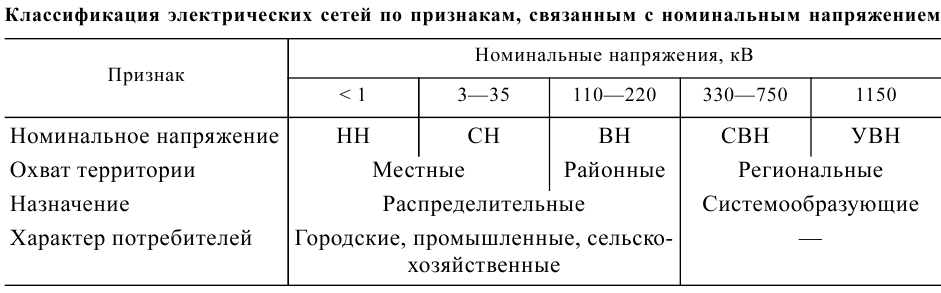 Классификация электрических сетей по признакам, связанным с номинальным напряжением
Признак
Номинальные напряжения, кВ
< 1 3—35 110—220 330—750 1150
Номинальное напряжение НН СН ВН СВН УВН
Охват территории Местные Районные Региональные
Назначение Распределительные Системообразующие
Характер потребителей Городские, промышленные, сельско- —
хозяйственные